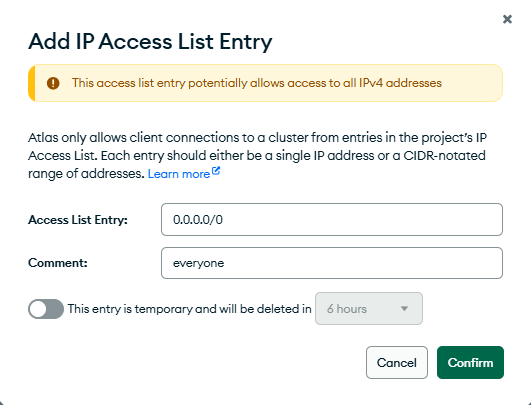 Add IP Access List Entry
This access list entry potentially allows access to all IPv4 addresses
Atlas only allows client connections to a cluster from entries in the project's IP
Access List. Each entry should either be a single IP address or a CIDR-notated
range of addresses. Learn more
Access List Entry: 0.0.0.0/0
Comment: everyone
This entry is temporary and will be deleted in 6 hours
Cancel Confirm